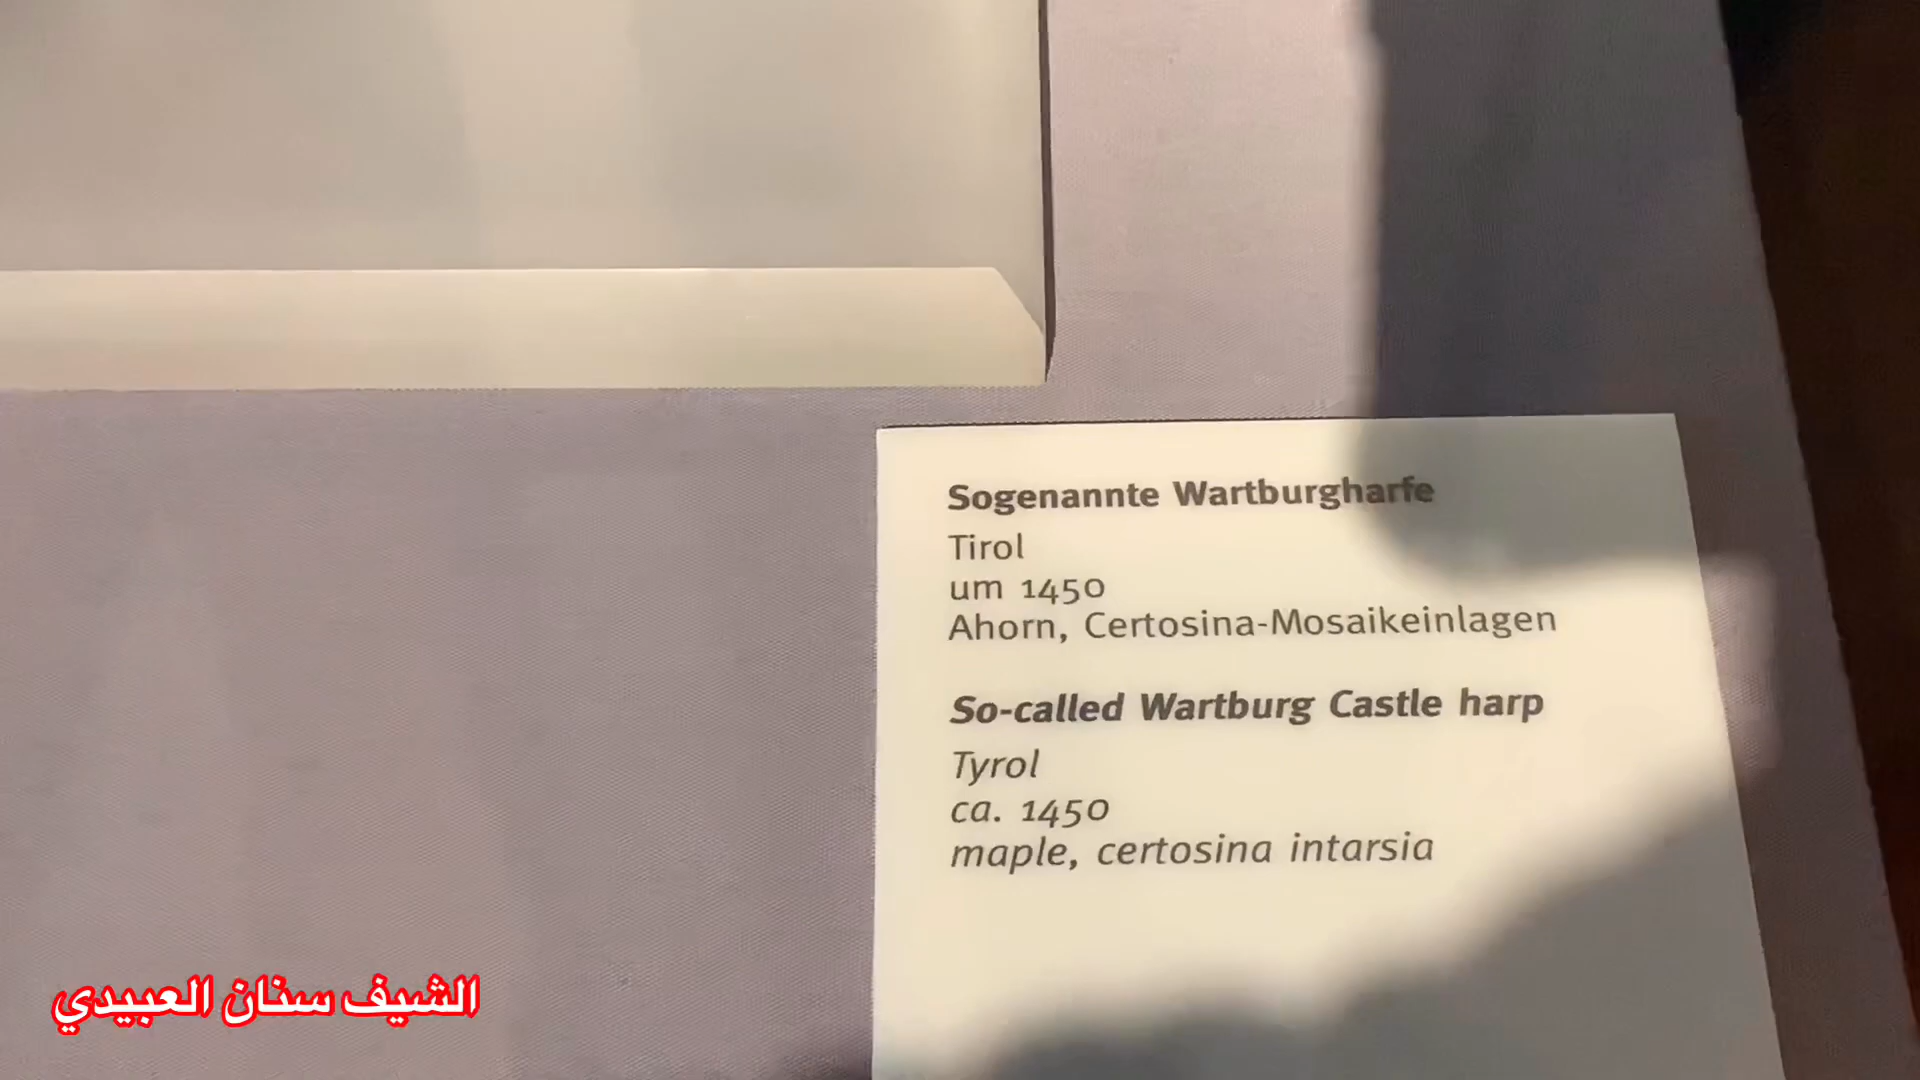 Sogenannte Wartburgharfe
Tirol
um 1450
Ahorn, Certosina-Mosaikeinlagen
So-called Wartburg Castle harp
Tyrol
ca. 1450
maple, certosina intarsia
الشيف سنان العبيدي